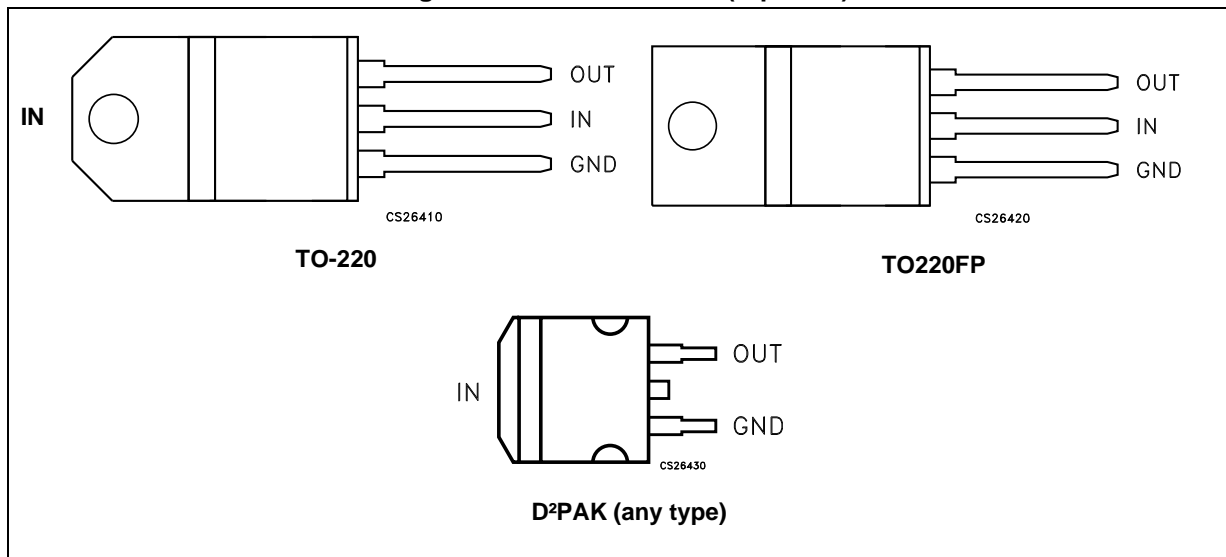 OUT
IN
IN
GND
CS26410
TO-220
OUT
IN
GND
CS26420
TO220FP
OUT
IN
GND
CS26430
D²PAK (any type)